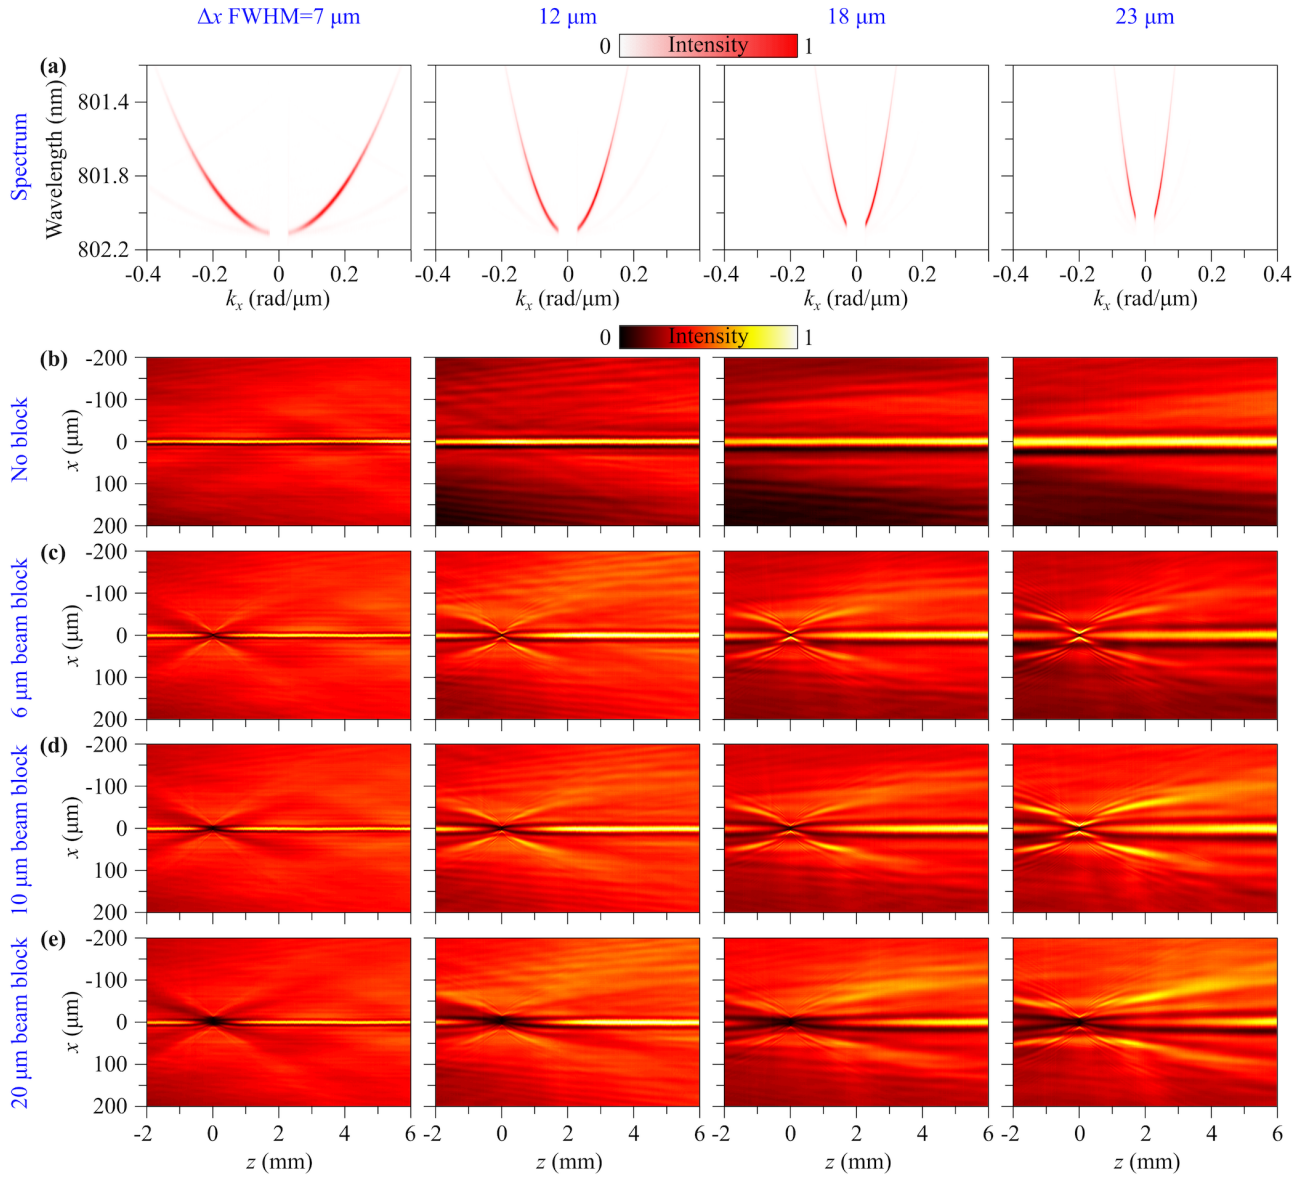 Δx FWHM=7 μm 12 μm 18 μm 23 μm
0 Intensity 1
(a)
Spectrum
Wavelength (nm)
801.4
801.8
802.2
-0.4 -0.2 0 0.2 -0.4 -0.2 0 0.2 -0.4 -0.2 0 0.2 -0.4 -0.2 0 0.2 0.4
kx (rad/μm) kx (rad/μm) kx (rad/μm) kx (rad/μm)
0 Intensity 1
(b)
No block
x (μm)
-200
-100
0
100
200
(c)
6 μm beam block
x (μm)
-200
-100
0
100
200
(d)
10 μm beam block
x (μm)
-200
-100
0
100
200
(e)
20 μm beam block
x (μm)
-200
-100
0
100
200
-2 0 2 4 6 -2 0 2 4 6 -2 0 2 4 6 -2 0 2 4 6
z (mm) z (mm) z (mm) z (mm)